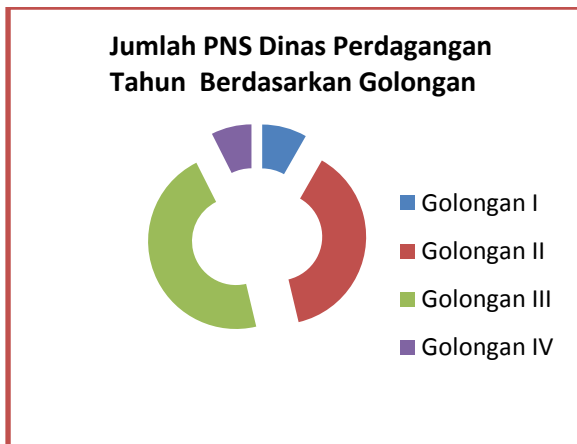 Jumlah PNS Dinas Perdagangan
Tahun  Berdasarkan Golongan
Golongan I
Golongan II
Golongan III
Golongan IV